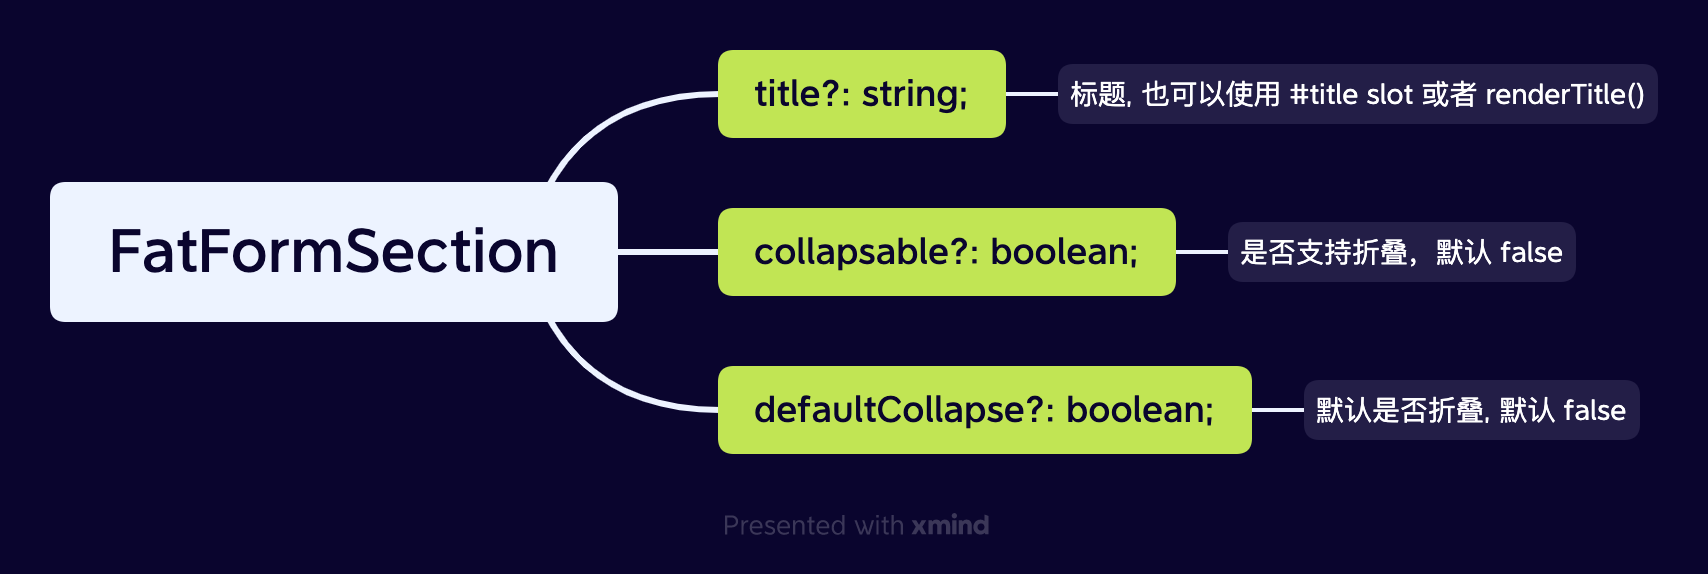 title?: string;
标题, 也可以使用 #title slot 或者 renderTitle()
FatFormSection
collapsable?: boolean;
是否支持折叠，默认 false
defaultCollapse?: boolean;
默认是否折叠, 默认 false
Presented with xmind